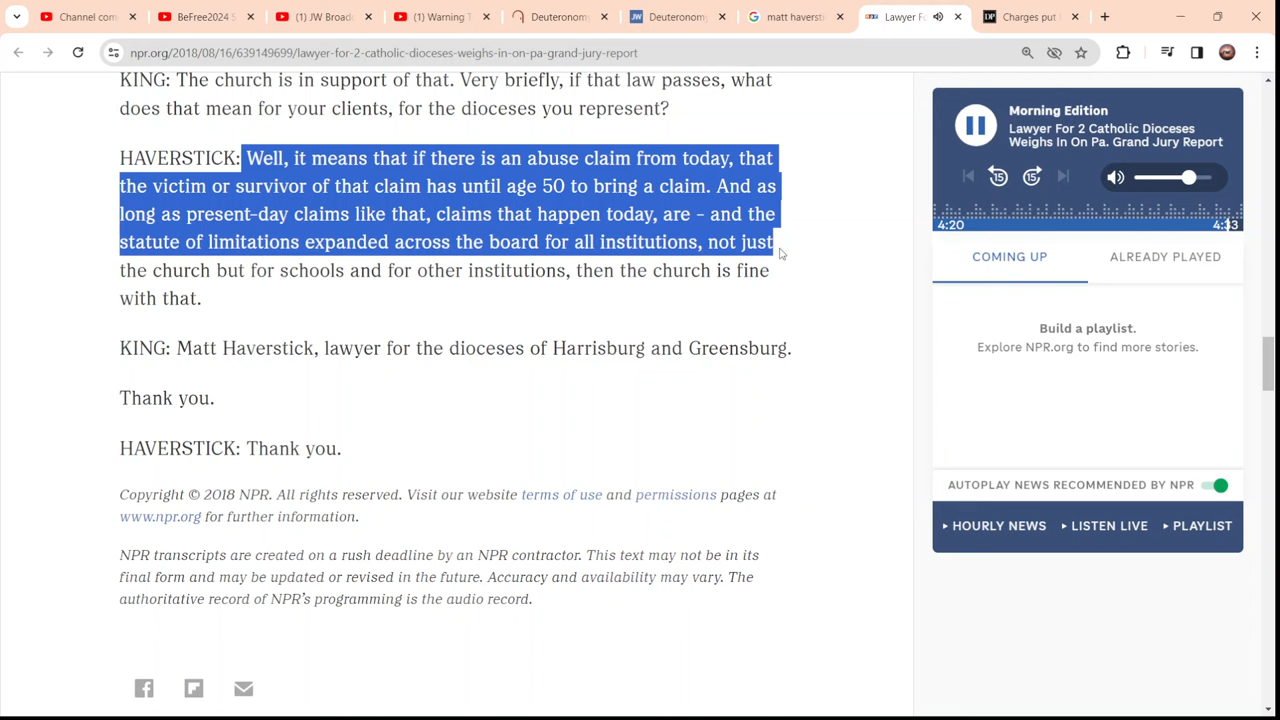 Channel com
BeFree2024 S
(1) JW Broad
(1) Warning T
Deuteronomy
Deuteronomy
matt haversti
Lawyer Fo
Charges put
npr.org/2018/08/16/639149699/lawyer-for-2-catholic-dioceses-weighs-in-on-pa-grand-jury-report
KING: The church is in support of that. Very briefly, if that law passes, what
does that mean for your clients, for the dioceses you represent?
HAVERSTICK: Well, it means that if there is an abuse claim from today, that
the victim or survivor of that claim has until age 50 to bring a claim. And as
long as present-day claims like that, claims that happen today, are - and the
statute of limitations expanded across the board for all institutions, not just
the church but for schools and for other institutions, then the church is fine
with that.
KING: Matt Haverstick, lawyer for the dioceses of Harrisburg and Greensburg.
Thank you.
HAVERSTICK: Thank you.
Copyright © 2018 NPR. All rights reserved. Visit our website terms of use and permissions pages at
www.npr.org for further information.
NPR transcripts are created on a rush deadline by an NPR contractor. This text may not be in its
final form and may be updated or revised in the future. Accuracy and availability may vary. The
authoritative record of NPR's programming is the audio record.
Morning Edition
Lawyer For 2 Catholic Dioceses
Weighs In On Pa. Grand Jury Report
15 15
4:20 4:33
COMING UP ALREADY PLAYED
Build a playlist.
Explore NPR.org to find more stories.
AUTOPLAY NEWS RECOMMENDED BY NPR
HOURLY NEWS LISTEN LIVE PLAYLIST